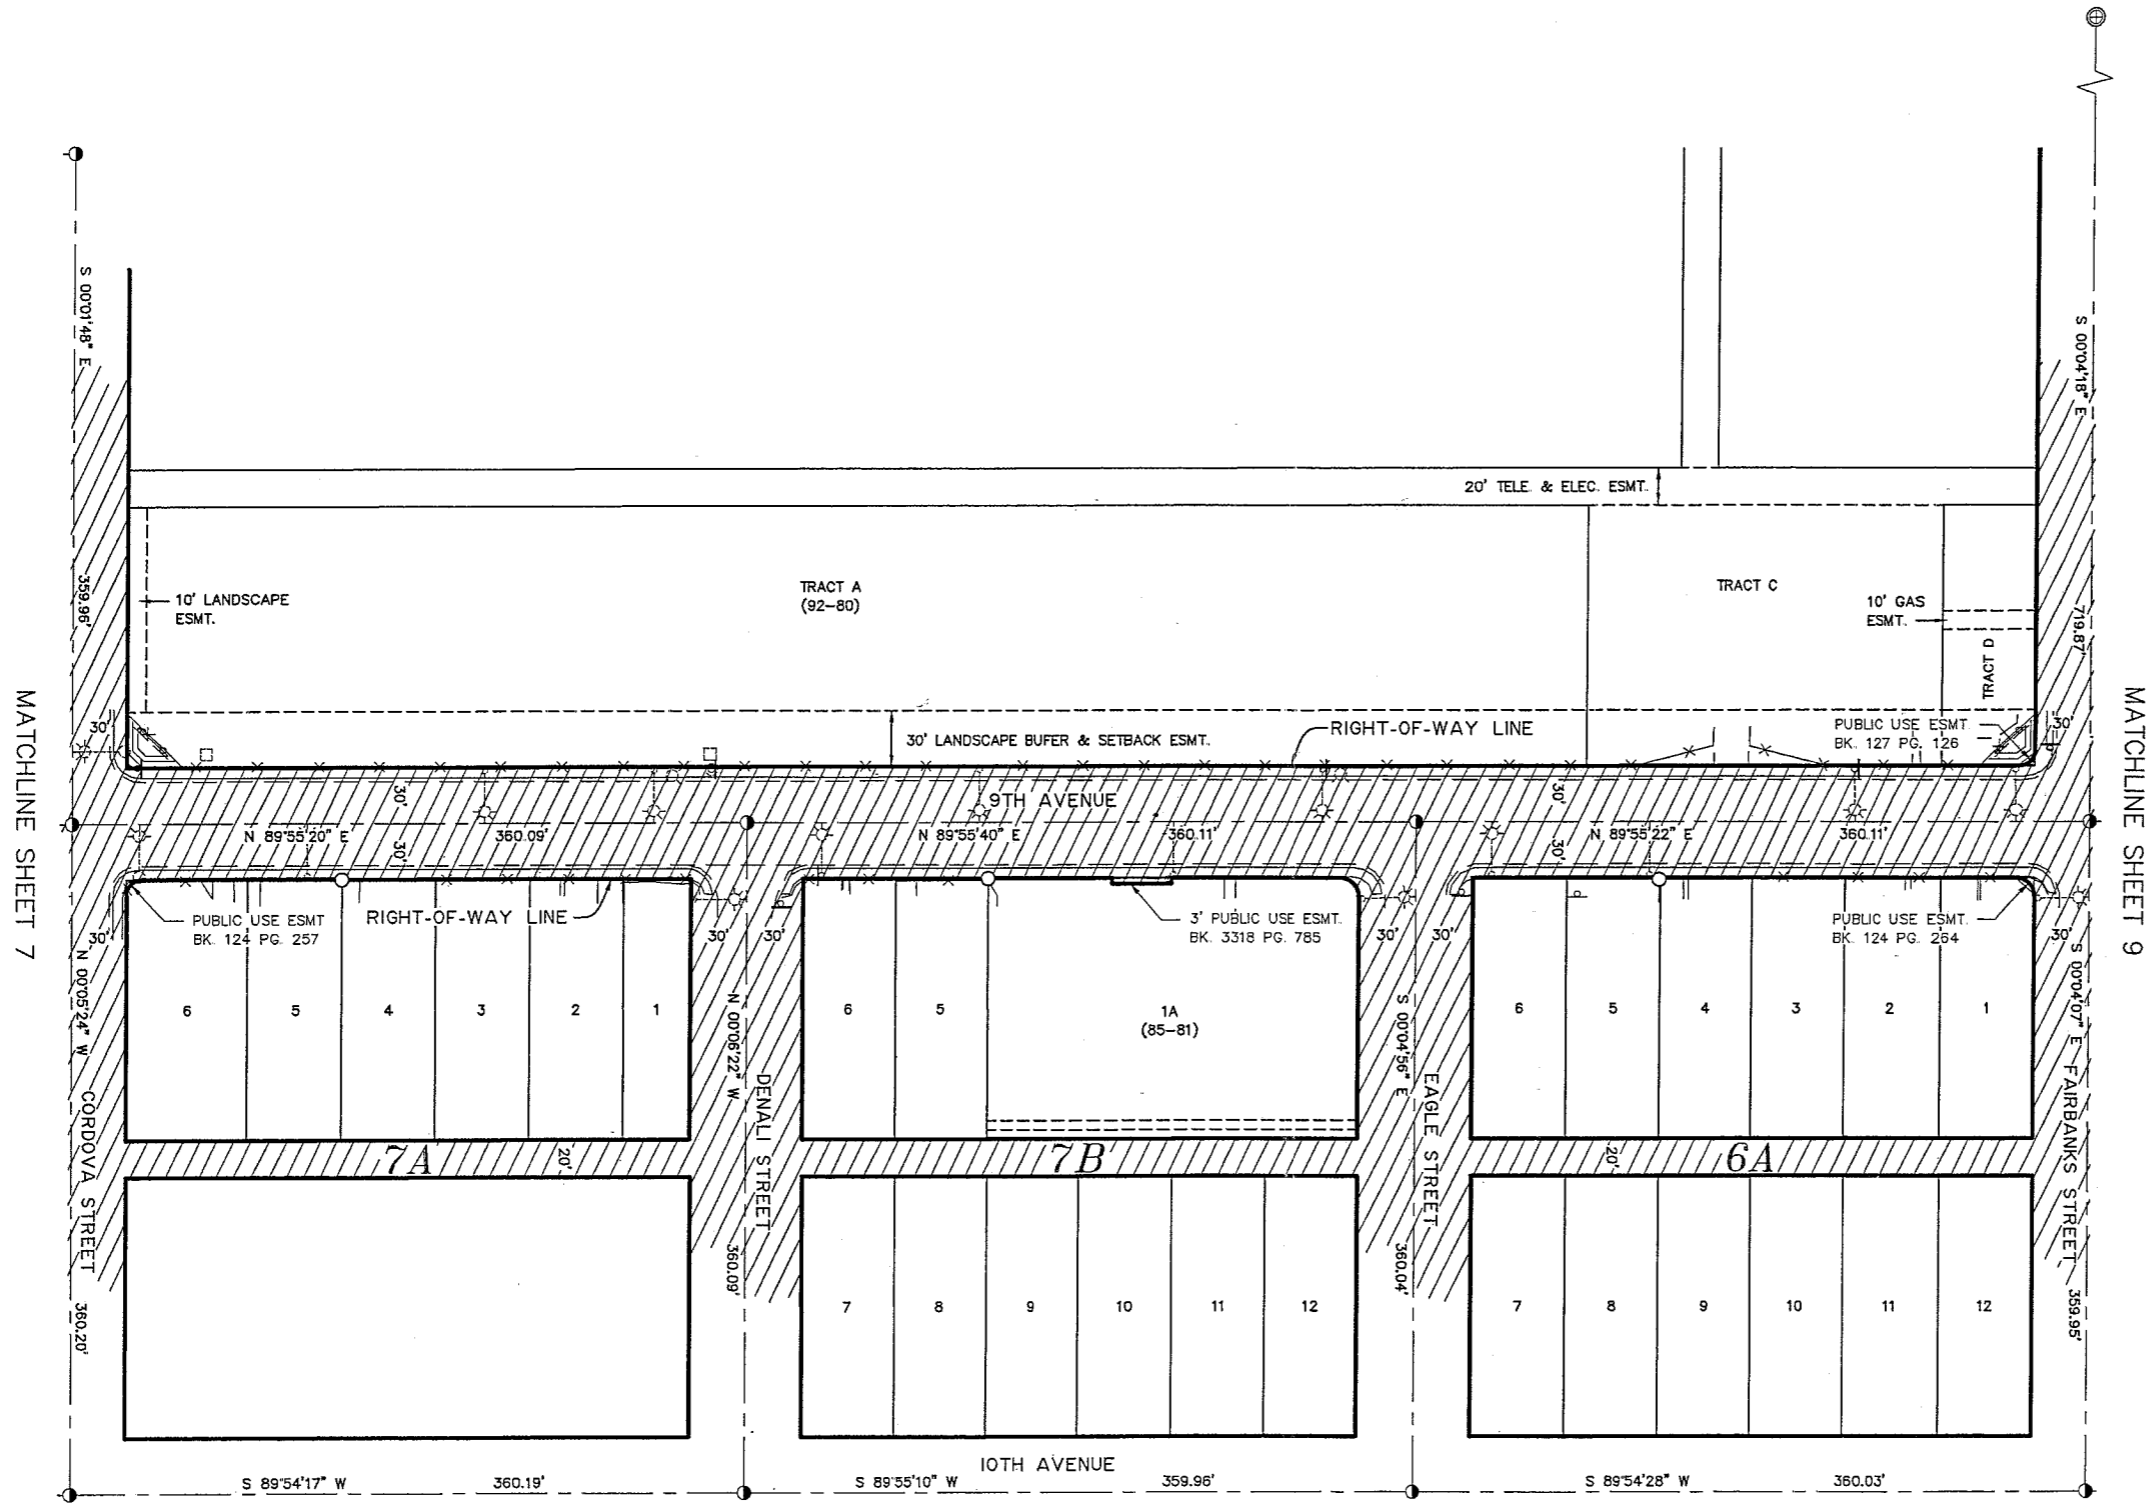 S 00°01'48" E
359.96'
S 00°04'18" E
719.87'
20' TELE. & ELEC. ESMT.
10' LANDSCAPE
ESMT.
TRACT A
(92-80)
TRACT C
10' GAS
ESMT.
TRACT D
MATCHLINE SHEET 7
MATCHLINE SHEET 9
30'
30' LANDSCAPE BUFER & SETBACK ESMT.
RIGHT-OF-WAY LINE
PUBLIC USE ESMT.
BK. 127 PG. 126
30'
30'
9TH AVENUE
30'
N 89°55'20" E
360.09'
N 89°55'40" E
360.11'
N 89°55'22" E
360.11'
30'
30'
PUBLIC USE ESMT
BK. 124 PG. 257
RIGHT-OF-WAY LINE
3' PUBLIC USE ESMT.
BK. 3318 PG. 785
PUBLIC USE ESMT.
BK. 124 PG. 264
30'
30'
30'
30'
30'
30'
N 00°05'24" W
CORDOVA STREET
360.20'
6
5
4
3
2
1
N 00°06'22" W
DENALI STREET
360.09'
6
5
1A
(85-81)
S 00°04'56" E
EAGLE STREET
360.04'
6
5
4
3
2
1
S 00°04'07" E
FAIRBANKS STREET
359.95'
7A
20'
7B
20'
6A
7
8
9
10
11
12
7
8
9
10
11
12
10TH AVENUE
S 89°54'17" W
360.19'
S 89°55'10" W
359.96'
S 89°54'28" W
360.03'